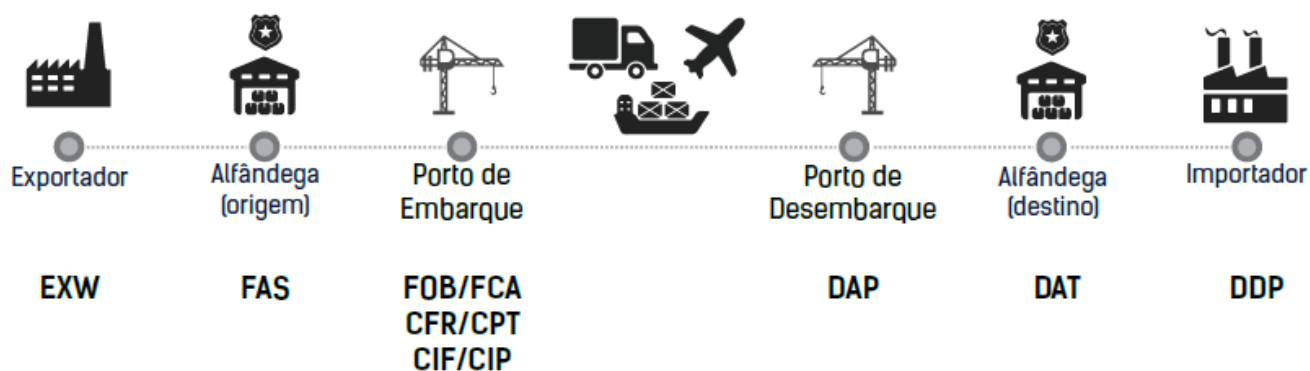 Exportador
Alfândega
(origem)
Porto de
Embarque
Porto de
Desembarque
Alfândega
(destino)
Importador
EXW
FAS
FOB/FCA
CFR/CPT
CIF/CIP
DAP
DAT
DDP